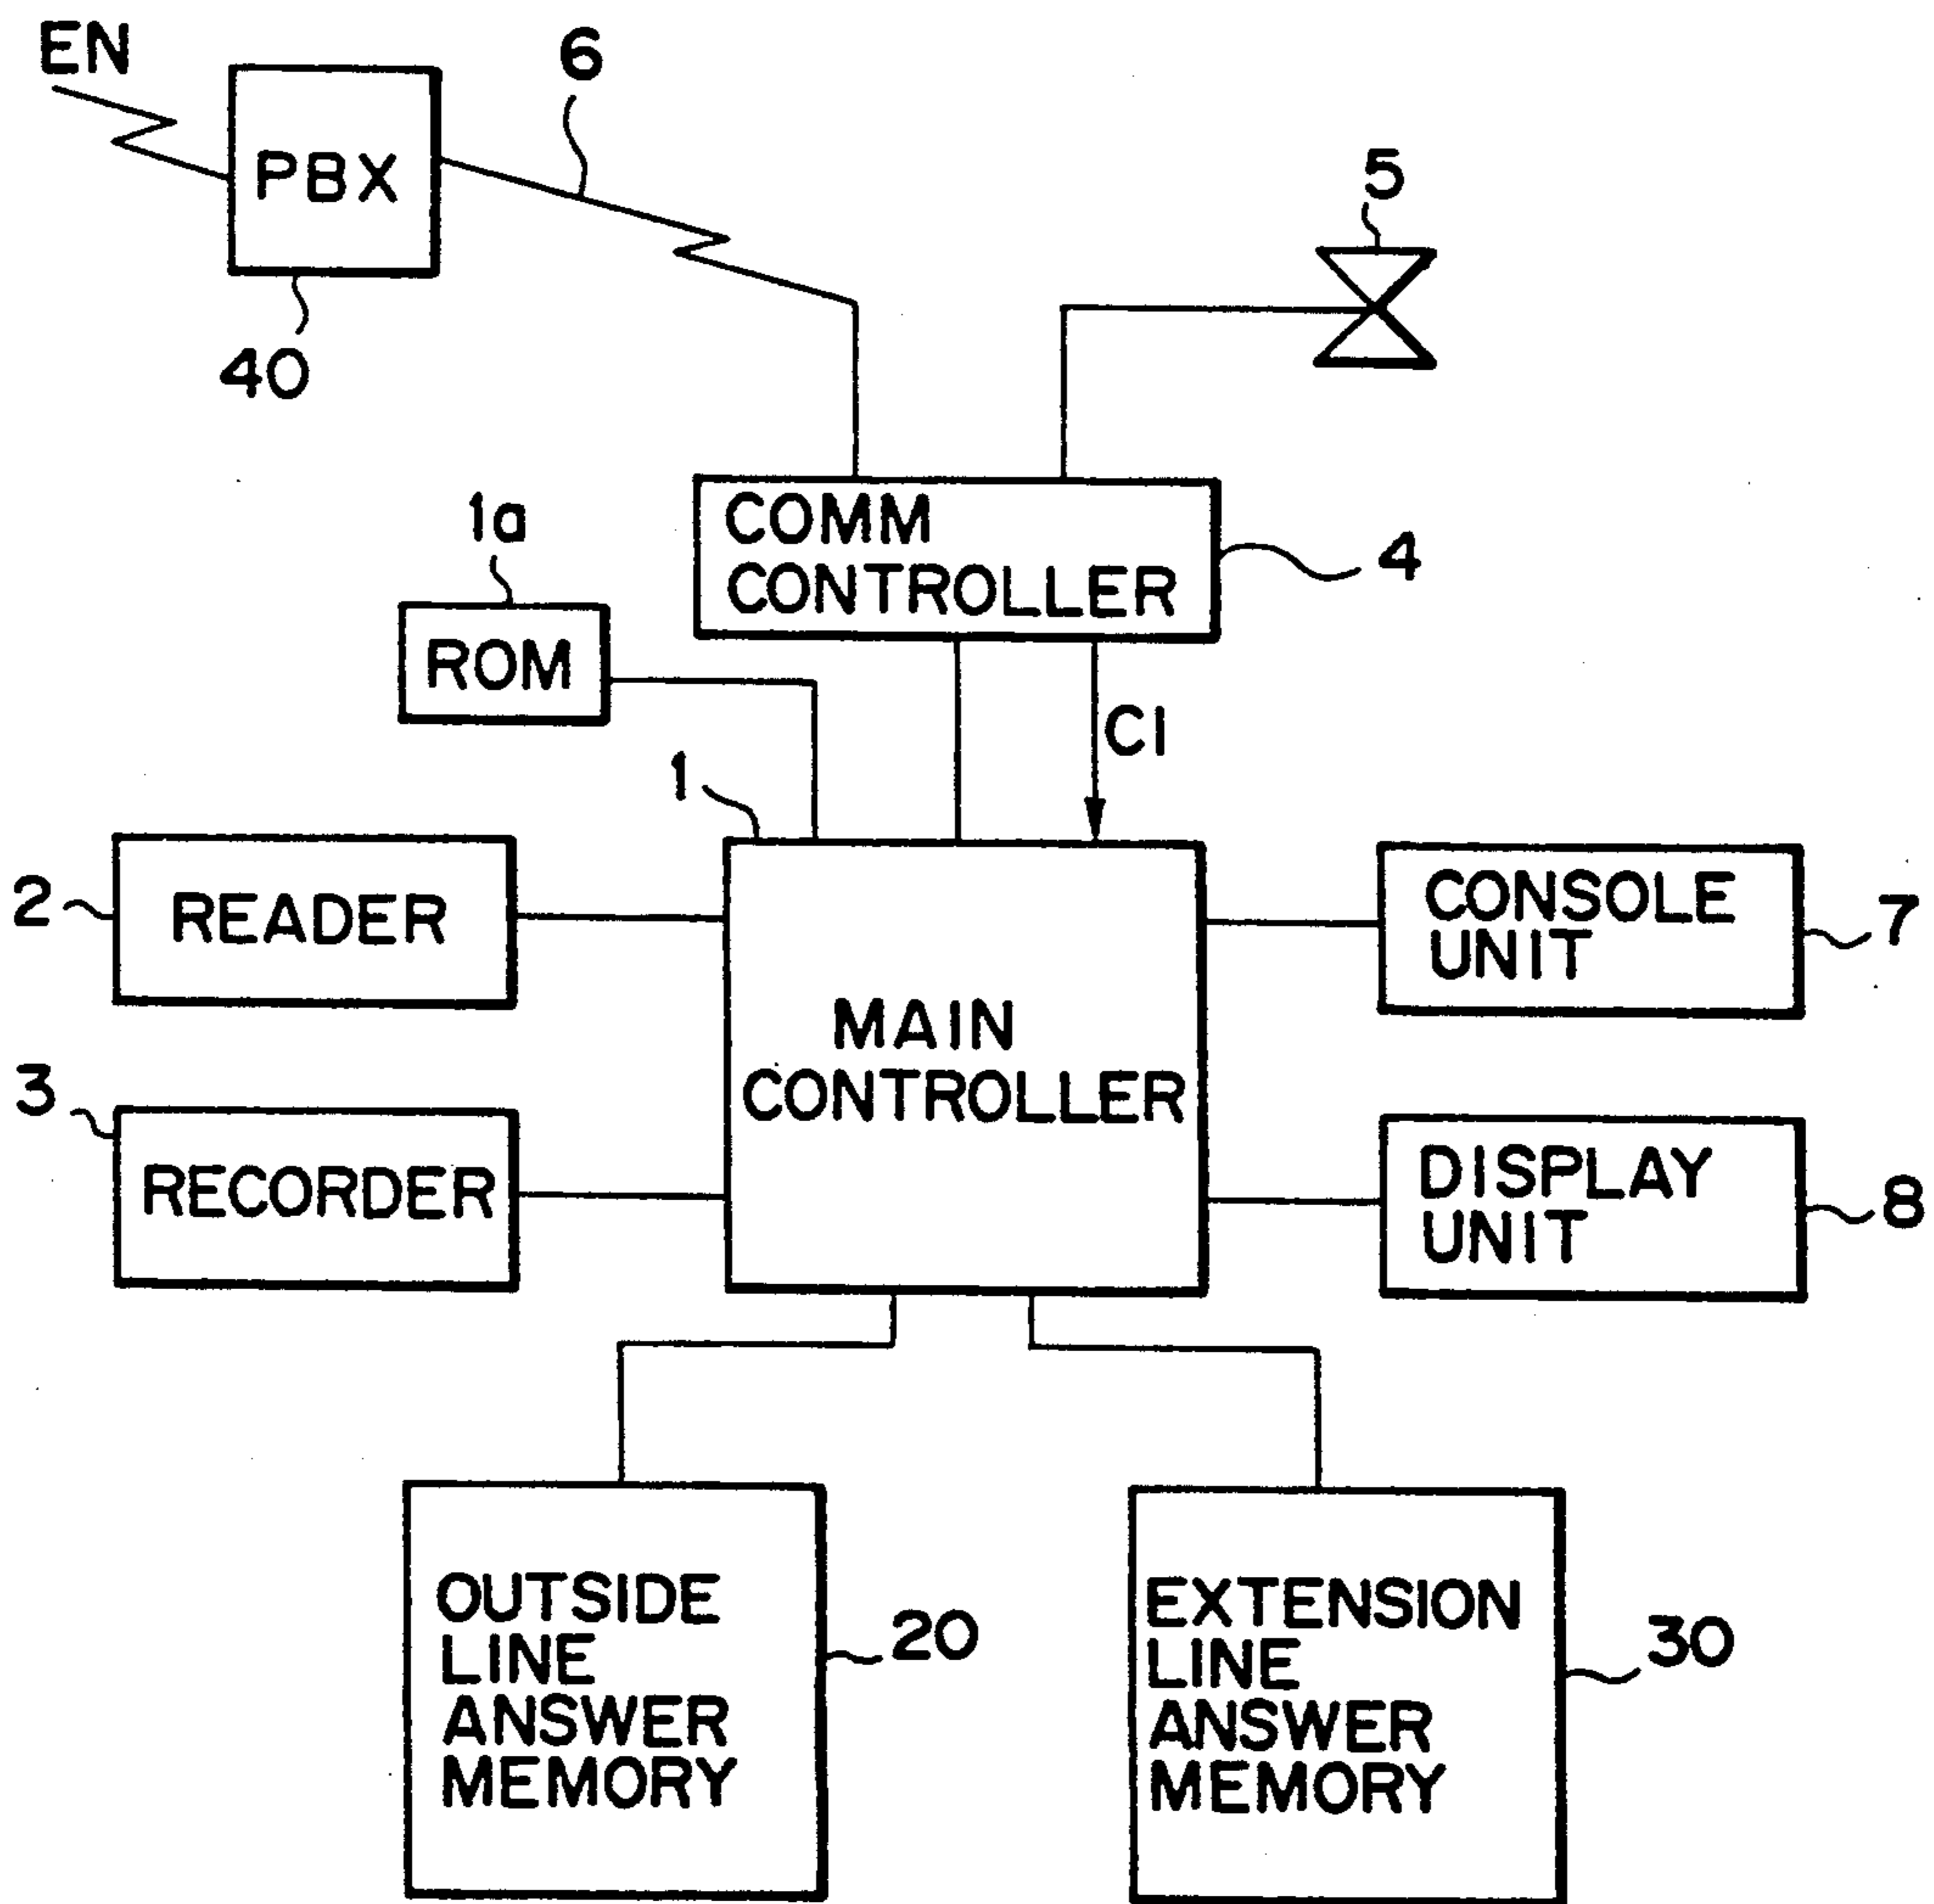 EN
6
PBX
5
40
1a
COMM
CONTROLLER
4
ROM
CI
1
2
READER
CONSOLE
UNIT
7
MAIN
CONTROLLER
3
RECORDER
DISPLAY
UNIT
8
OUTSIDE
LINE
ANSWER
MEMORY
20
EXTENSION
LINE
ANSWER
MEMORY
30